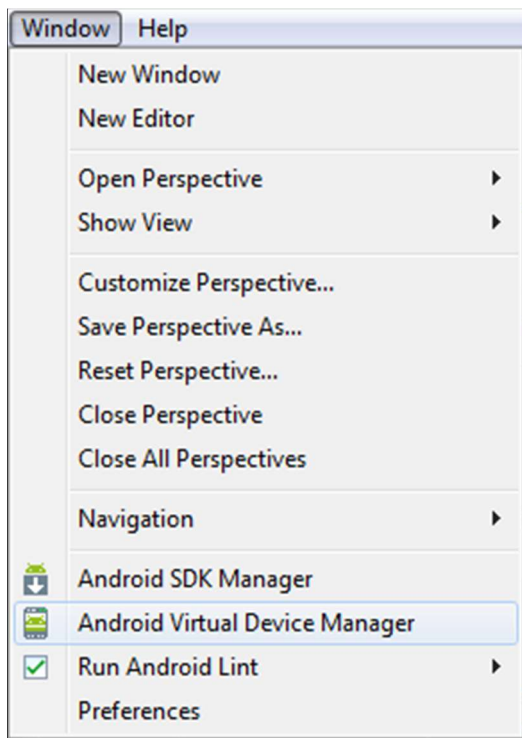 Window Help
New Window
New Editor
Open Perspective
Show View
Customize Perspective...
Save Perspective As...
Reset Perspective...
Close Perspective
Close All Perspectives
Navigation
Android SDK Manager
Android Virtual Device Manager
Run Android Lint
Preferences